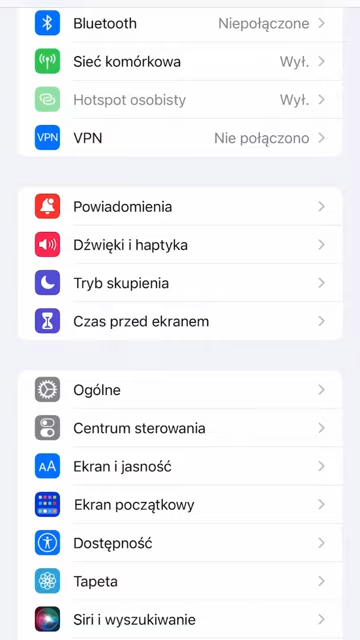 Bluetooth Niepołączone
Sieć komórkowa Wył.
Hotspot osobisty Wył.
VPN VPN Nie połączono
Powiadomienia
Dźwięki i haptyka
Tryb skupienia
Czas przed ekranem
Ogólne
Centrum sterowania
AA Ekran i jasność
Ekran początkowy
Dostępność
Tapeta
Siri i wyszukiwanie